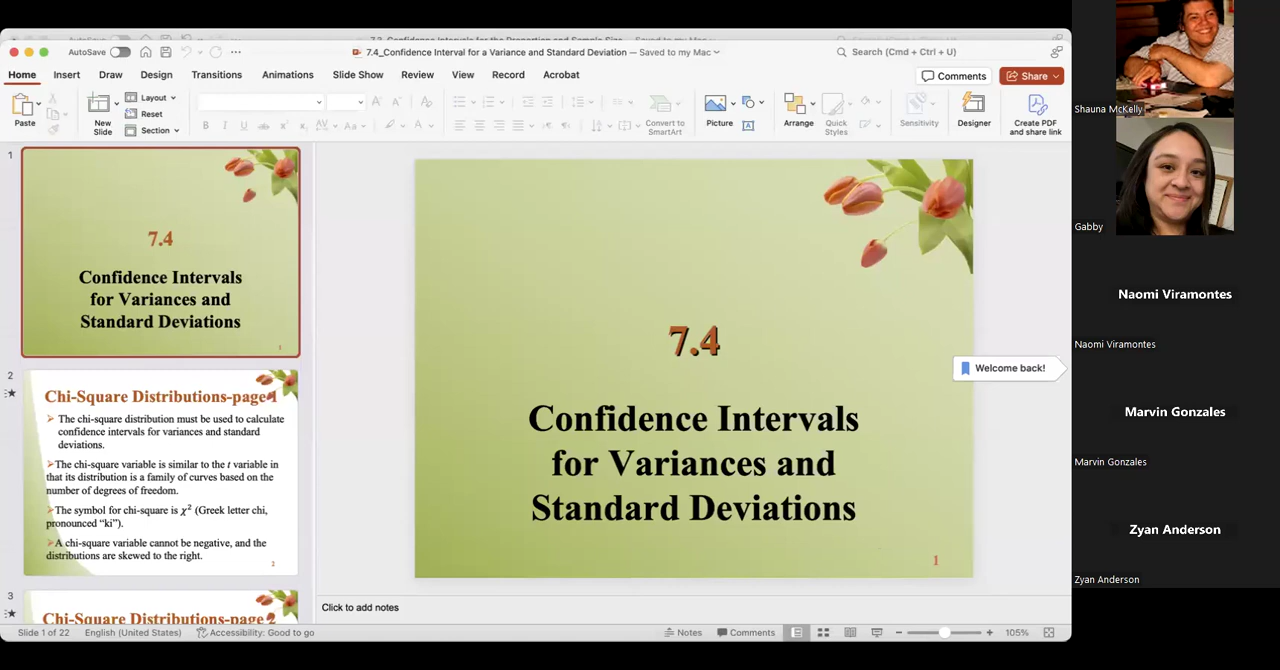 AutoSave
7.4_Confidence Interval for a Variance and Standard Deviation — Saved to my Mac
Search (Cmd + Ctrl + U)
Home Insert Draw Design Transitions Animations Slide Show Review View Record Acrobat
Comments Share
Paste
New
Slide
Layout
Reset
Section
Convert to
SmartArt
Picture
Arrange
Quick
Styles
Sensitivity
Designer
Create PDF
and share link
1
7.4
Confidence Intervals
for Variances and
Standard Deviations
1
2
Chi-Square Distributions-page 1
The chi-square distribution must be used to calculate
confidence intervals for variances and standard
deviations.
The chi-square variable is similar to the t variable in
that its distribution is a family of curves based on the
number of degrees of freedom.
The symbol for chi-square is χ² (Greek letter chi,
pronounced “ki”).
A chi-square variable cannot be negative, and the
distributions are skewed to the right.
2
3
Chi-Square Distributions-page 2
7.4
Confidence Intervals
for Variances and
Standard Deviations
1
Welcome back!
Click to add notes
Slide 1 of 22 English (United States) Accessibility: Good to go
Notes Comments 105%
Shauna McKelly
Gabby
Naomi Viramontes
Naomi Viramontes
Marvin Gonzales
Marvin Gonzales
Zyan Anderson
Zyan Anderson